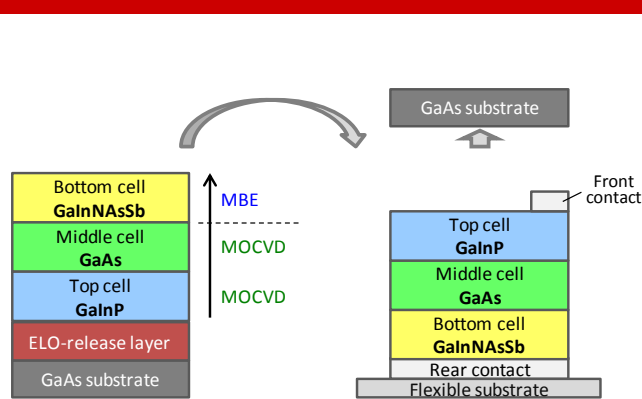 GaAs substrate
Front
contact
Bottom cell
GaInNAsSb
MBE
Middle cell
GaAs
MOCVD
Top cell
GaInP
MOCVD
ELO-release layer
GaAs substrate
Top cell
GaInP
Middle cell
GaAs
Bottom cell
GaInNAsSb
Rear contact
Flexible substrate